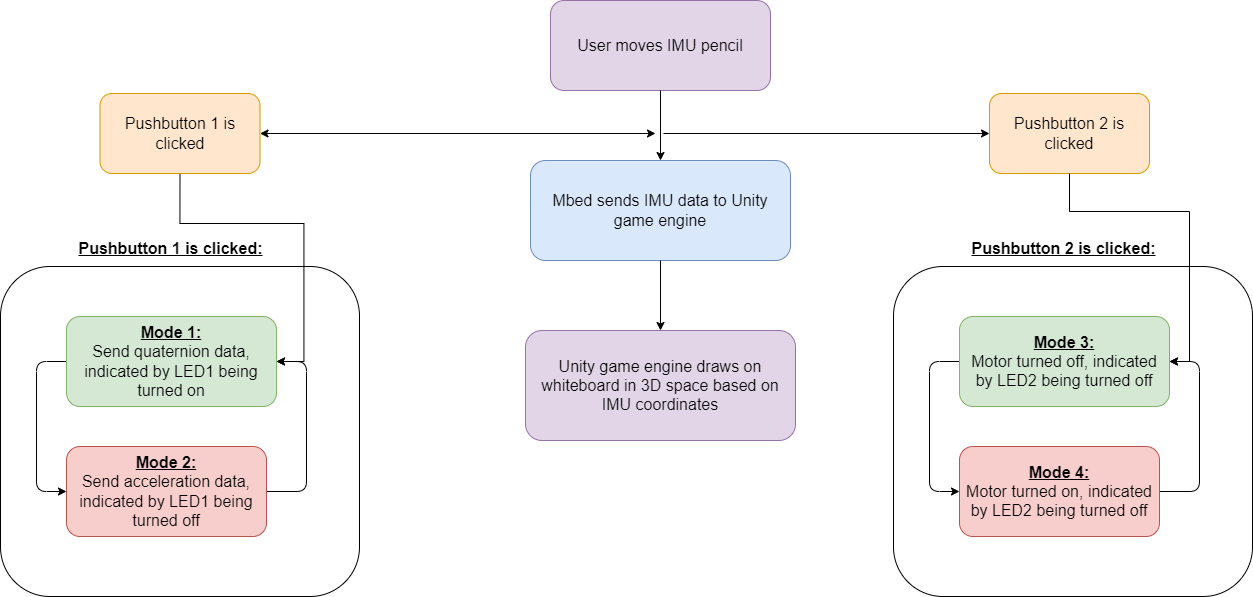 User moves IMU pencil
Pushbutton 1 is
clicked
Pushbutton 2 is
clicked
Mbed sends IMU data to Unity
game engine
Pushbutton 1 is clicked:
Pushbutton 2 is clicked:
Mode 1:
Send quaternion data,
indicated by LED1 being
turned on
Mode 2:
Send acceleration data,
indicated by LED1 being
turned off
Unity game engine draws on
whiteboard in 3D space based on
IMU coordinates
Mode 3:
Motor turned off, indicated
by LED2 being turned off
Mode 4:
Motor turned on, indicated
by LED2 being turned off